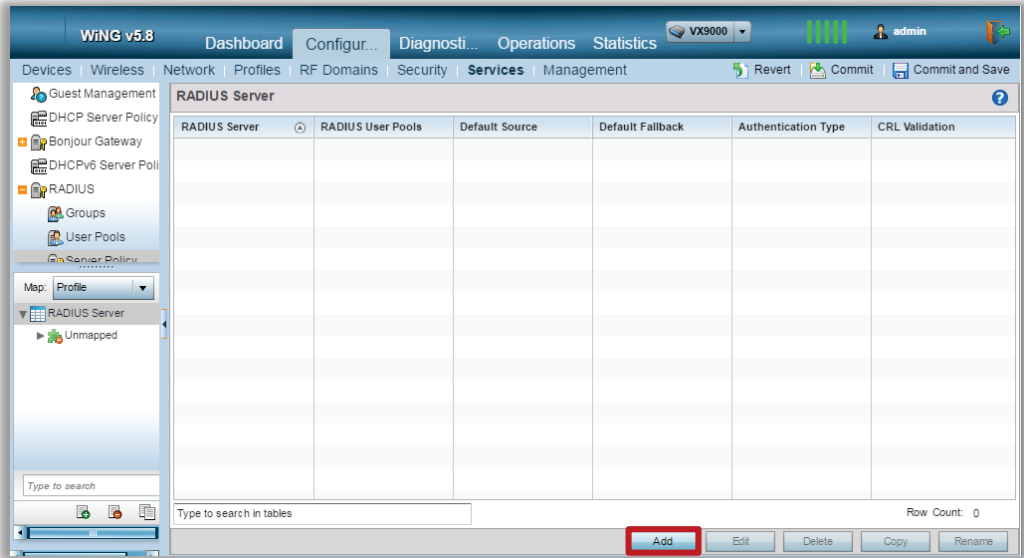 WiNG v5.8
Dashboard Configur... Diagnosti... Operations Statistics
VX9000
admin
Devices Wireless Network Profiles RF Domains Security Services Management
Revert Commit Commit and Save
Guest Management
DHCP Server Policy
Bonjour Gateway
DHCPv6 Server Poli
RADIUS
Groups
User Pools
Server Policy
Map: Profile
RADIUS Server
Unmapped
Type to search
RADIUS Server
RADIUS Server RADIUS User Pools Default Source Default Fallback Authentication Type CRL Validation
Type to search in tables
Row Count: 0
Add Edit Delete Copy Rename